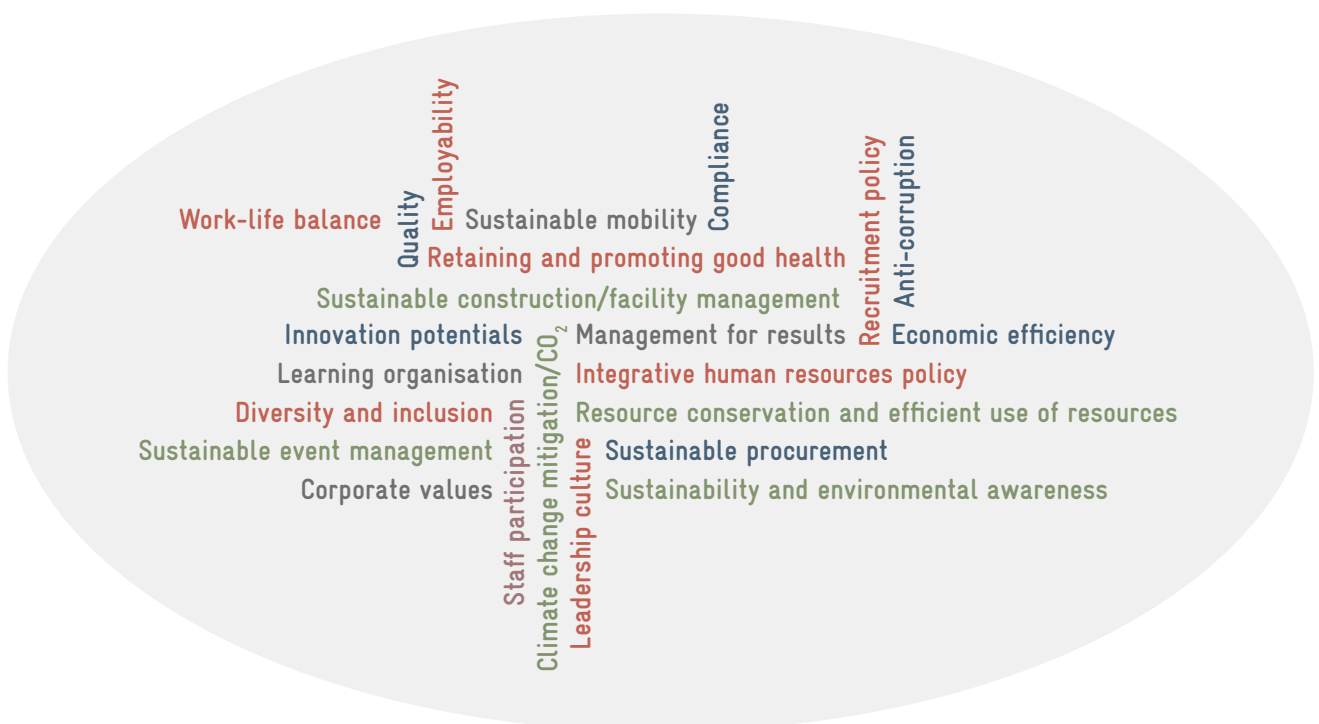 Employability
Compliance
Recruitment policy
Anti-corruption
Work-life balance
Quality
Sustainable mobility
Retaining and promoting good health
Sustainable construction/facility management
Innovation potentials
Management for results
Economic efficiency
Climate change mitigation/CO₂
Learning organisation
Integrative human resources policy
Diversity and inclusion
Staff participation
Resource conservation and efficient use of resources
Sustainable event management
Leadership culture
Sustainable procurement
Corporate values
Sustainability and environmental awareness